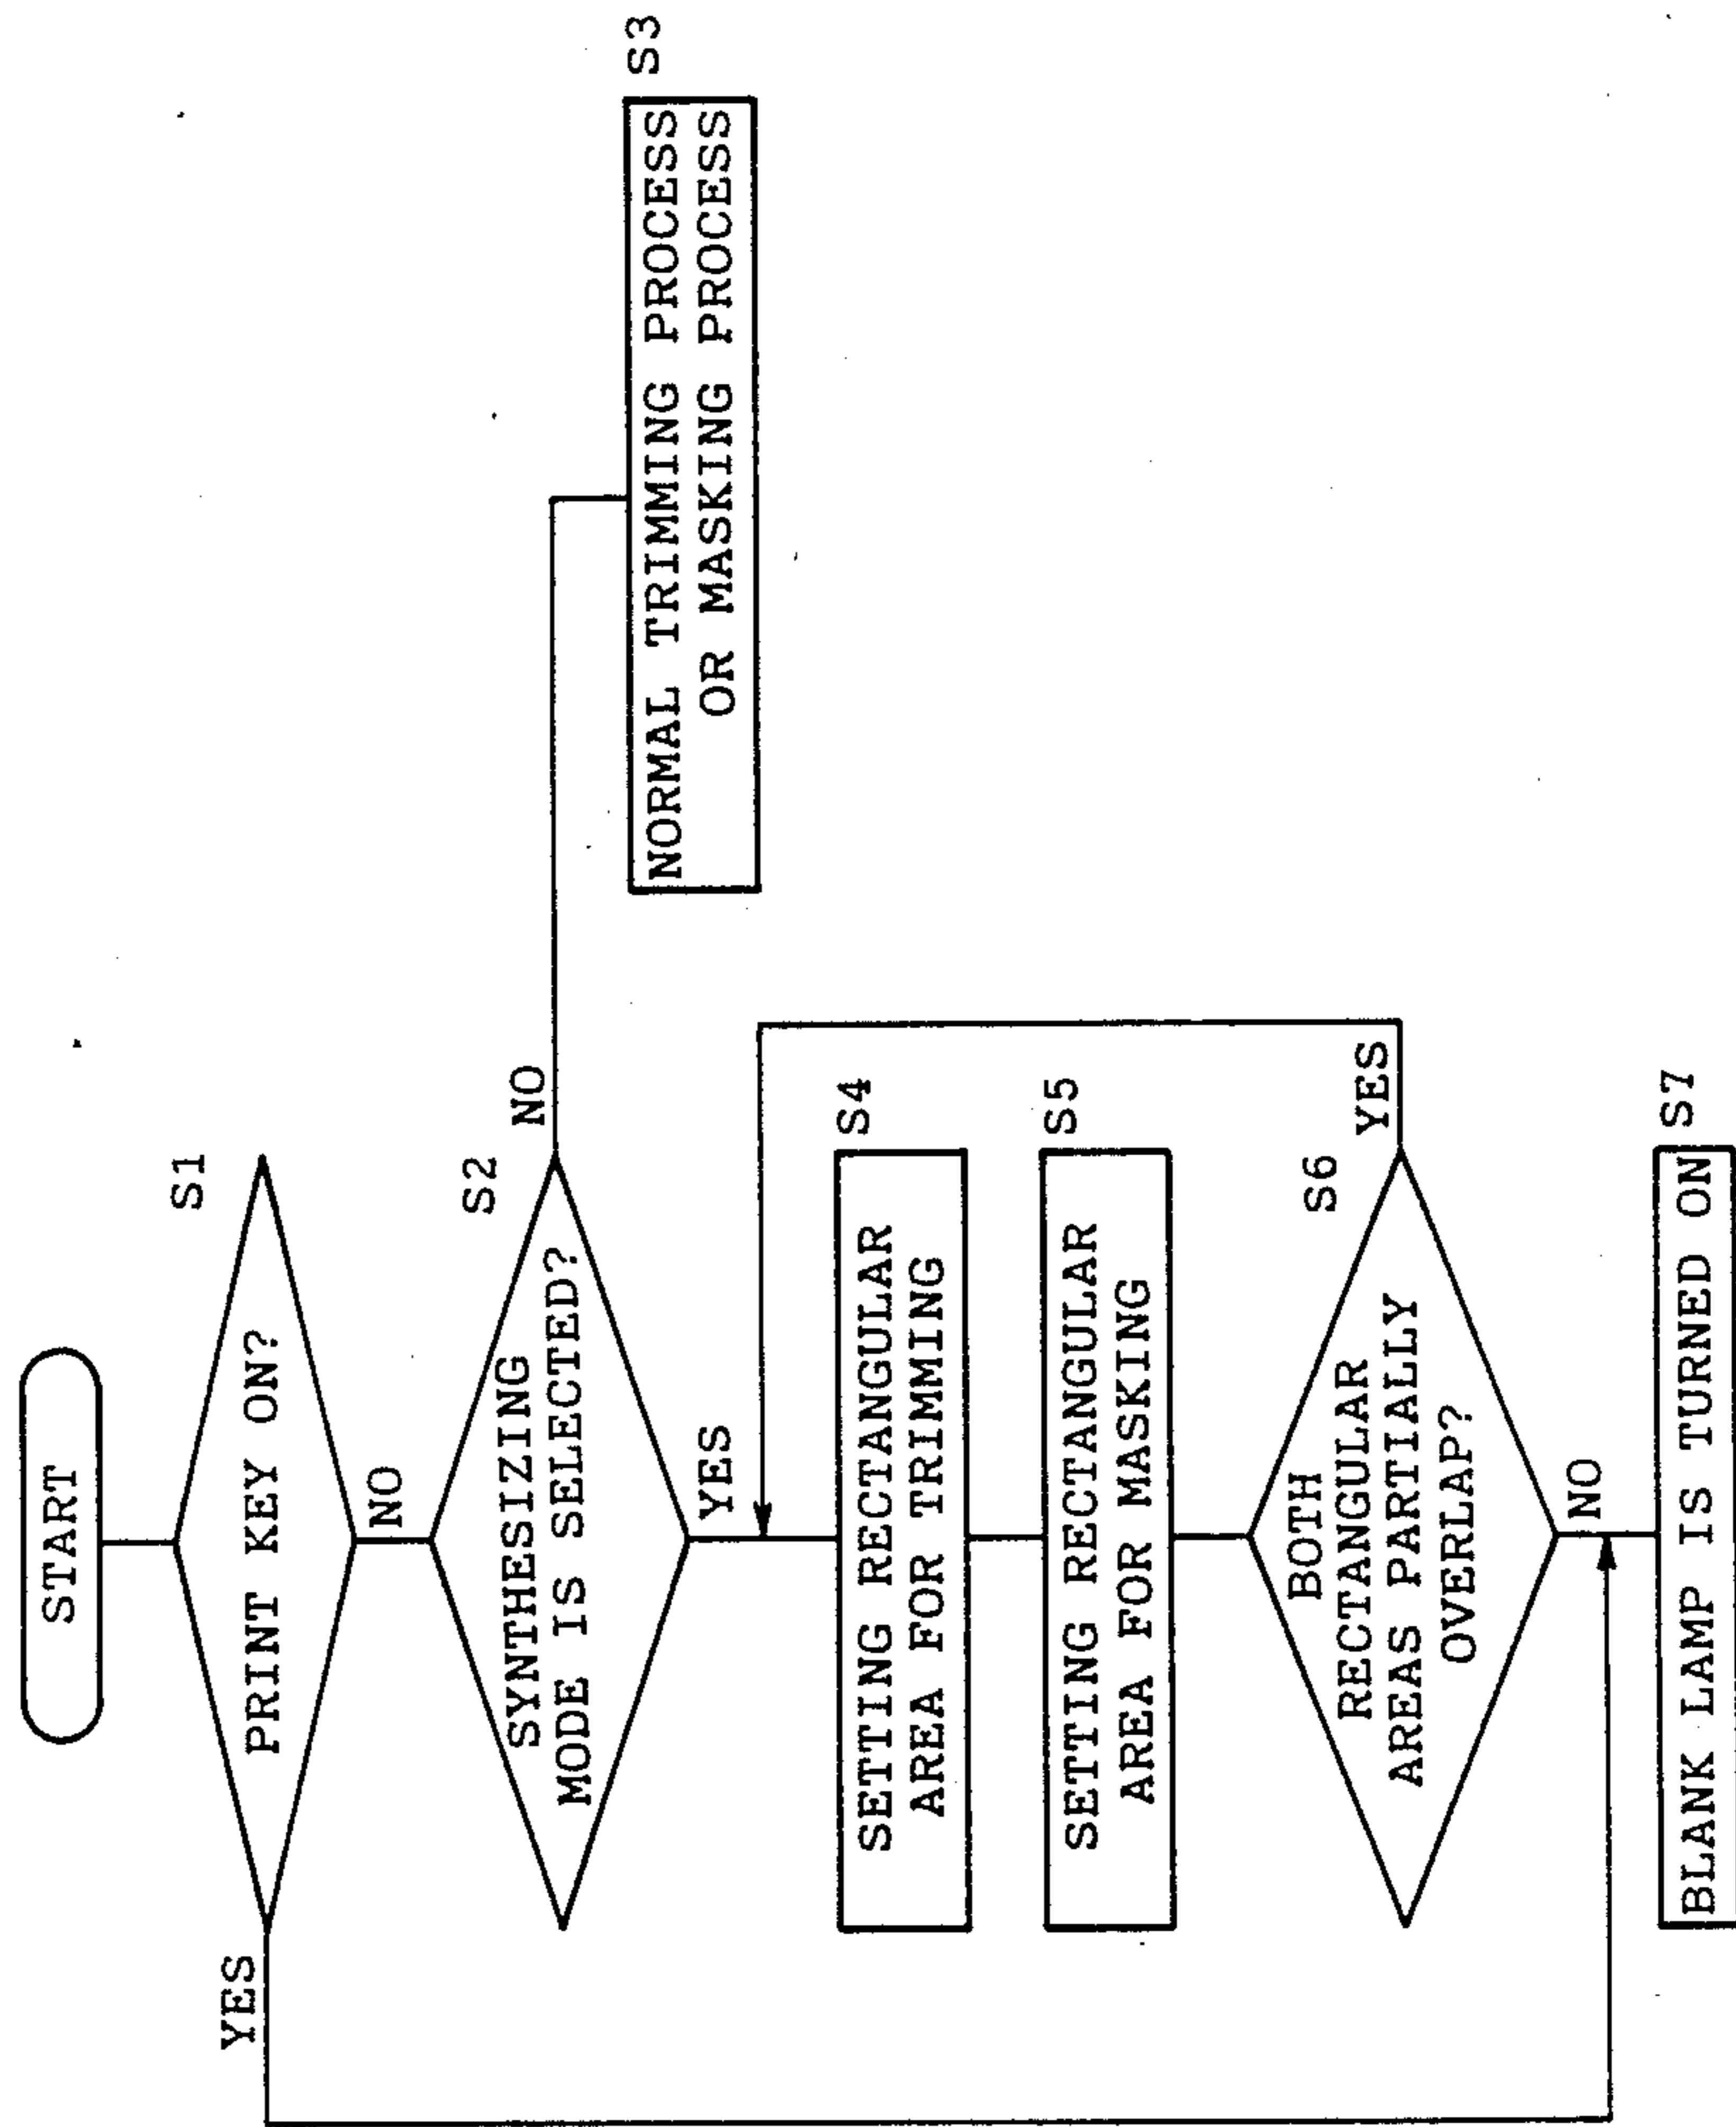 START
S1
PRINT KEY ON?
YES
NO
S2
SYNTHESIZING
MODE IS SELECTED?
NO
YES
S3
NORMAL TRIMMING PROCESS
OR MASKING PROCESS
S4
SETTING RECTANGULAR
AREA FOR TRIMMING
S5
SETTING RECTANGULAR
AREA FOR MASKING
S6
BOTH
RECTANGULAR
AREAS PARTIALLY
OVERLAP?
YES
NO
S7
BLANK LAMP IS TURNED ON